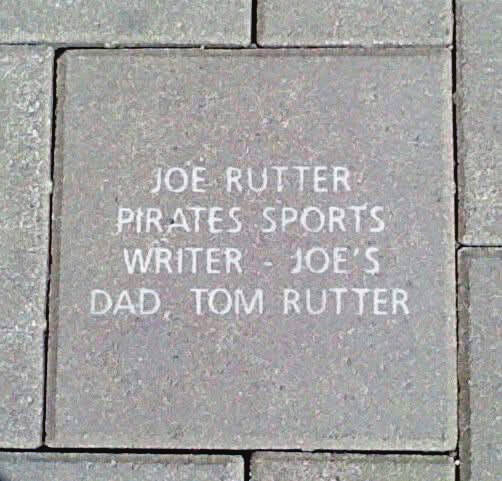 JOE RUTTER
PIRATES SPORTS
WRITER - JOE'S
DAD, TOM RUTTER